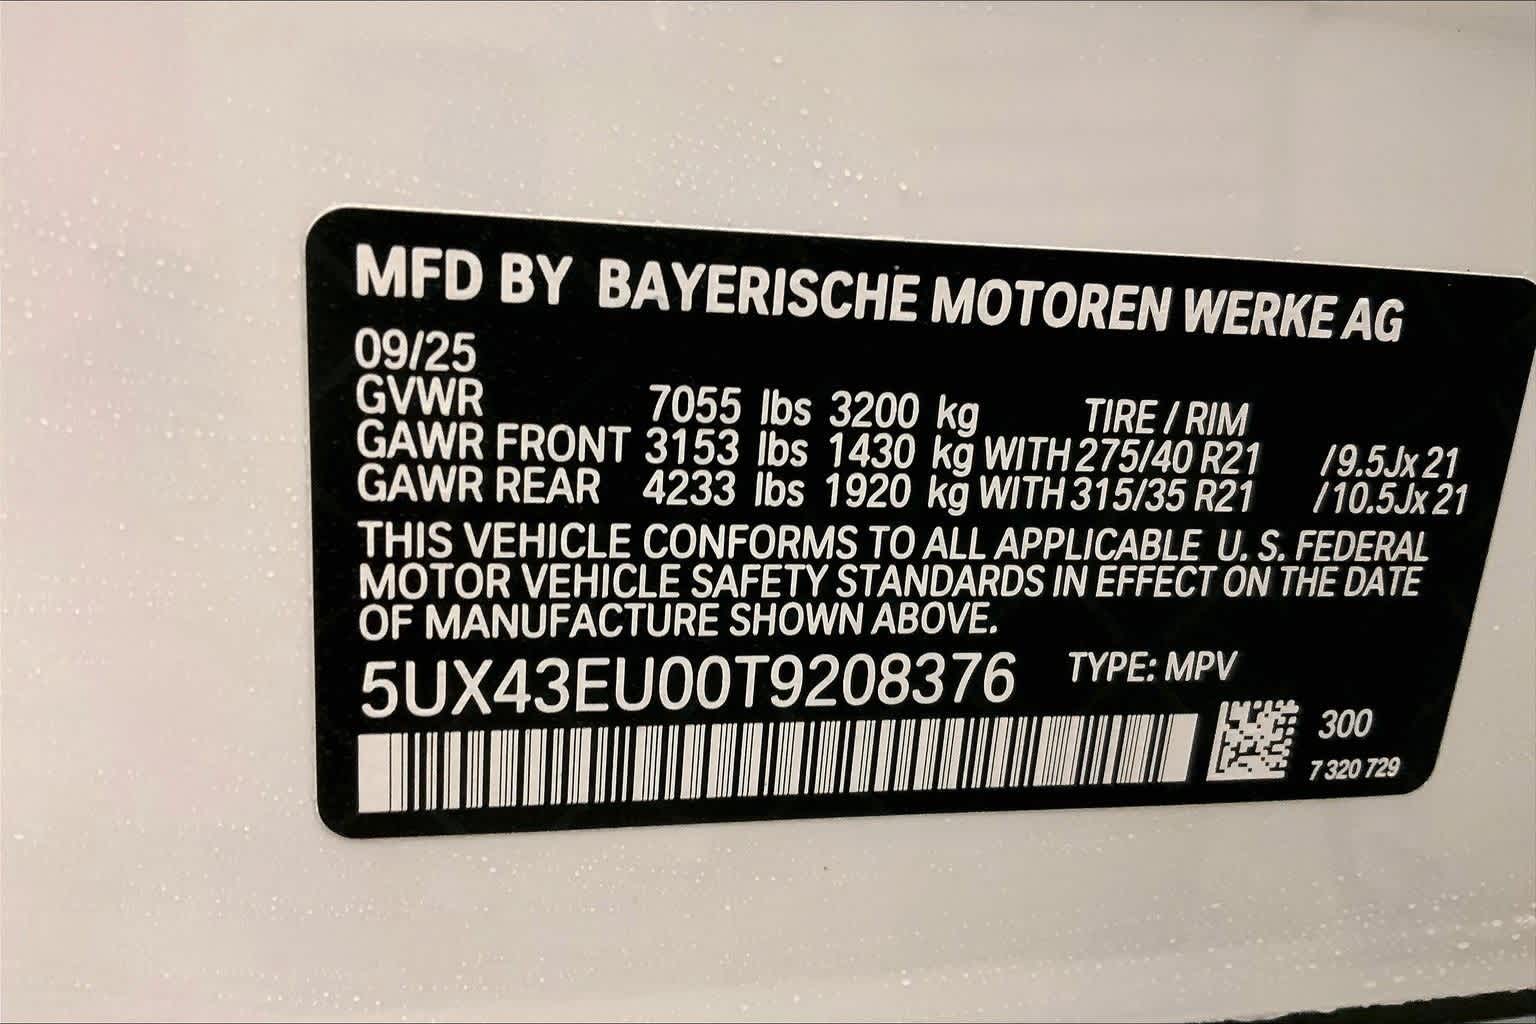 MFD BY BAYERISCHE MOTOREN WERKE AG
09/25
GVWR 7055 lbs 3200 kg TIRE / RIM
GAWR FRONT 3153 lbs 1430 kg WITH 275/40 R21 /9.5Jx 21
GAWR REAR 4233 lbs 1920 kg WITH 315/35 R21 /10.5Jx 21
THIS VEHICLE CONFORMS TO ALL APPLICABLE U. S. FEDERAL
MOTOR VEHICLE SAFETY STANDARDS IN EFFECT ON THE DATE
OF MANUFACTURE SHOWN ABOVE.
5UX43EU00T9208376 TYPE: MPV
300
7 320 729